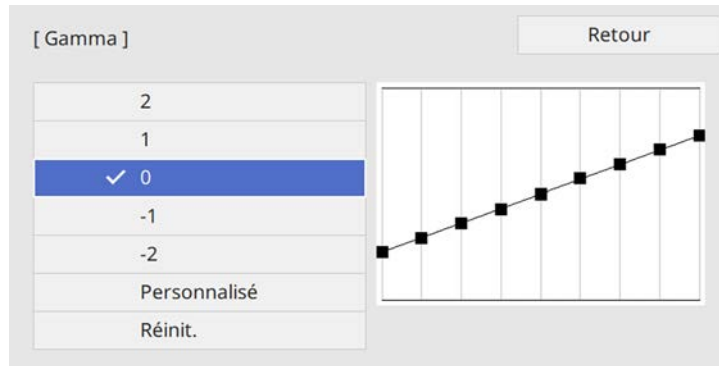 [ Gamma ]
Retour
2
1
0
-1
-2
Personnalisé
Réinit.